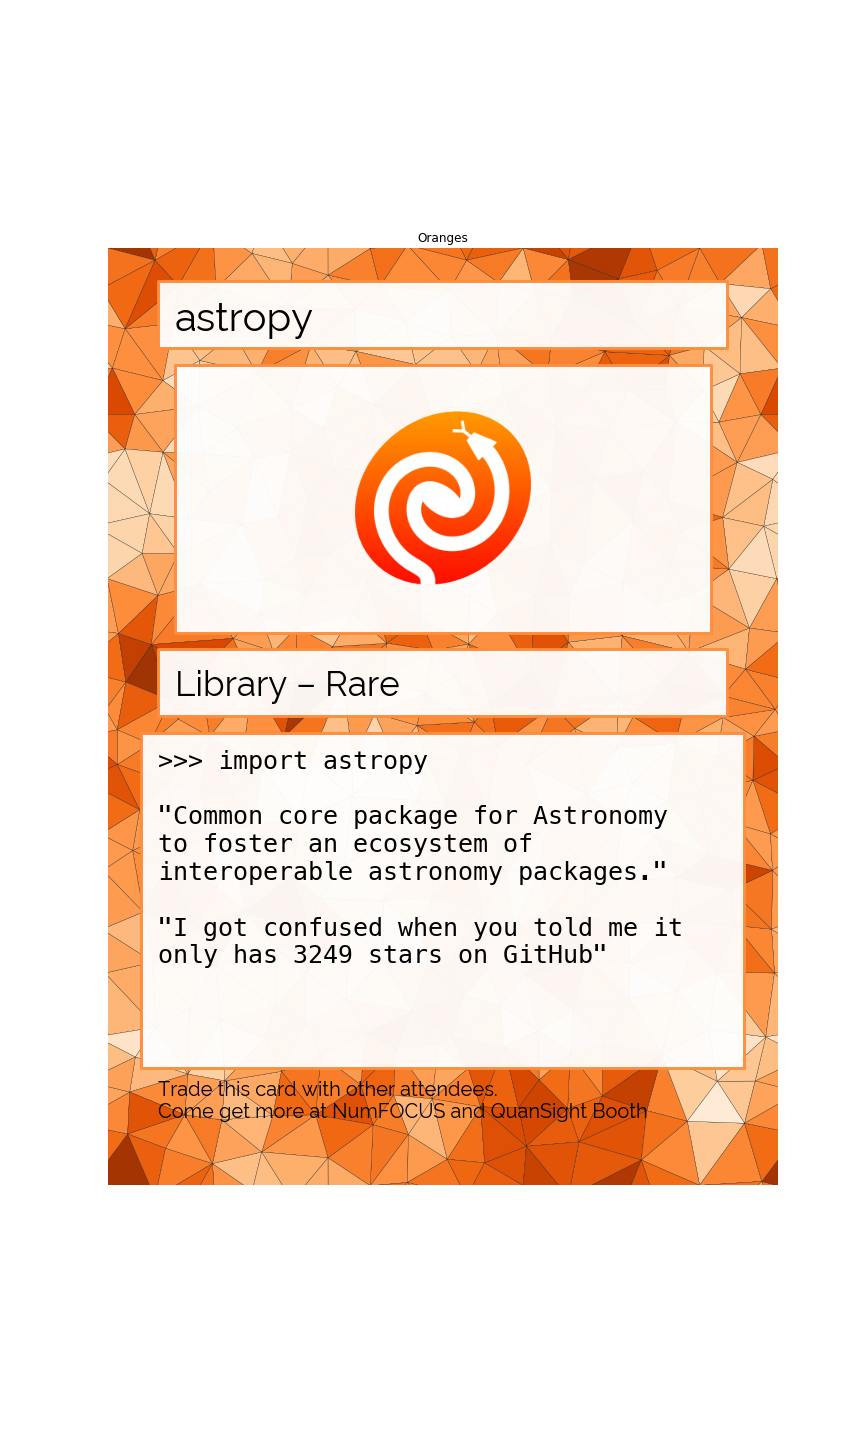 Oranges
astropy
Library – Rare
>>> import astropy
"Common core package for Astronomy
to foster an ecosystem of
interoperable astronomy packages."
"I got confused when you told me it
only has 3249 stars on GitHub"
Trade this card with other attendees.
Come get more at NumFOCUS and QuanSight Booth